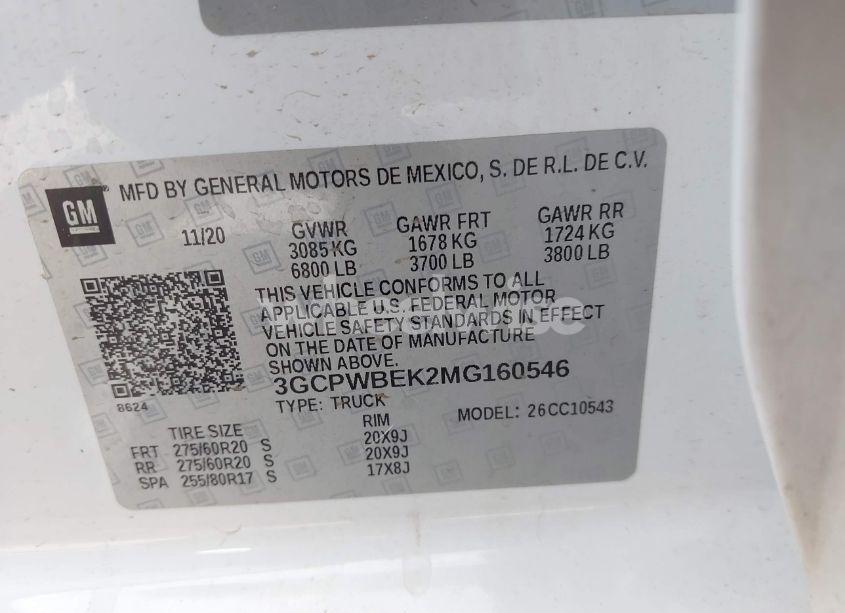 GM
MFD BY GENERAL MOTORS DE MEXICO, S. DE R.L. DE C.V.
11/20 GVWR GAWR FRT GAWR RR
3085 KG 1678 KG 1724 KG
6800 LB 3700 LB 3800 LB
THIS VEHICLE CONFORMS TO ALL
APPLICABLE U.S. FEDERAL MOTOR
VEHICLE SAFETY STANDARDS IN EFFECT
ON THE DATE OF MANUFACTURE
SHOWN ABOVE.
3GCPWBEK2MG160546
8624
TYPE: TRUCK MODEL: 26CC10543
TIRE SIZE RIM
FRT 275/60R20 S 20X9J
RR 275/60R20 S 20X9J
SPA 255/80R17 S 17X8J